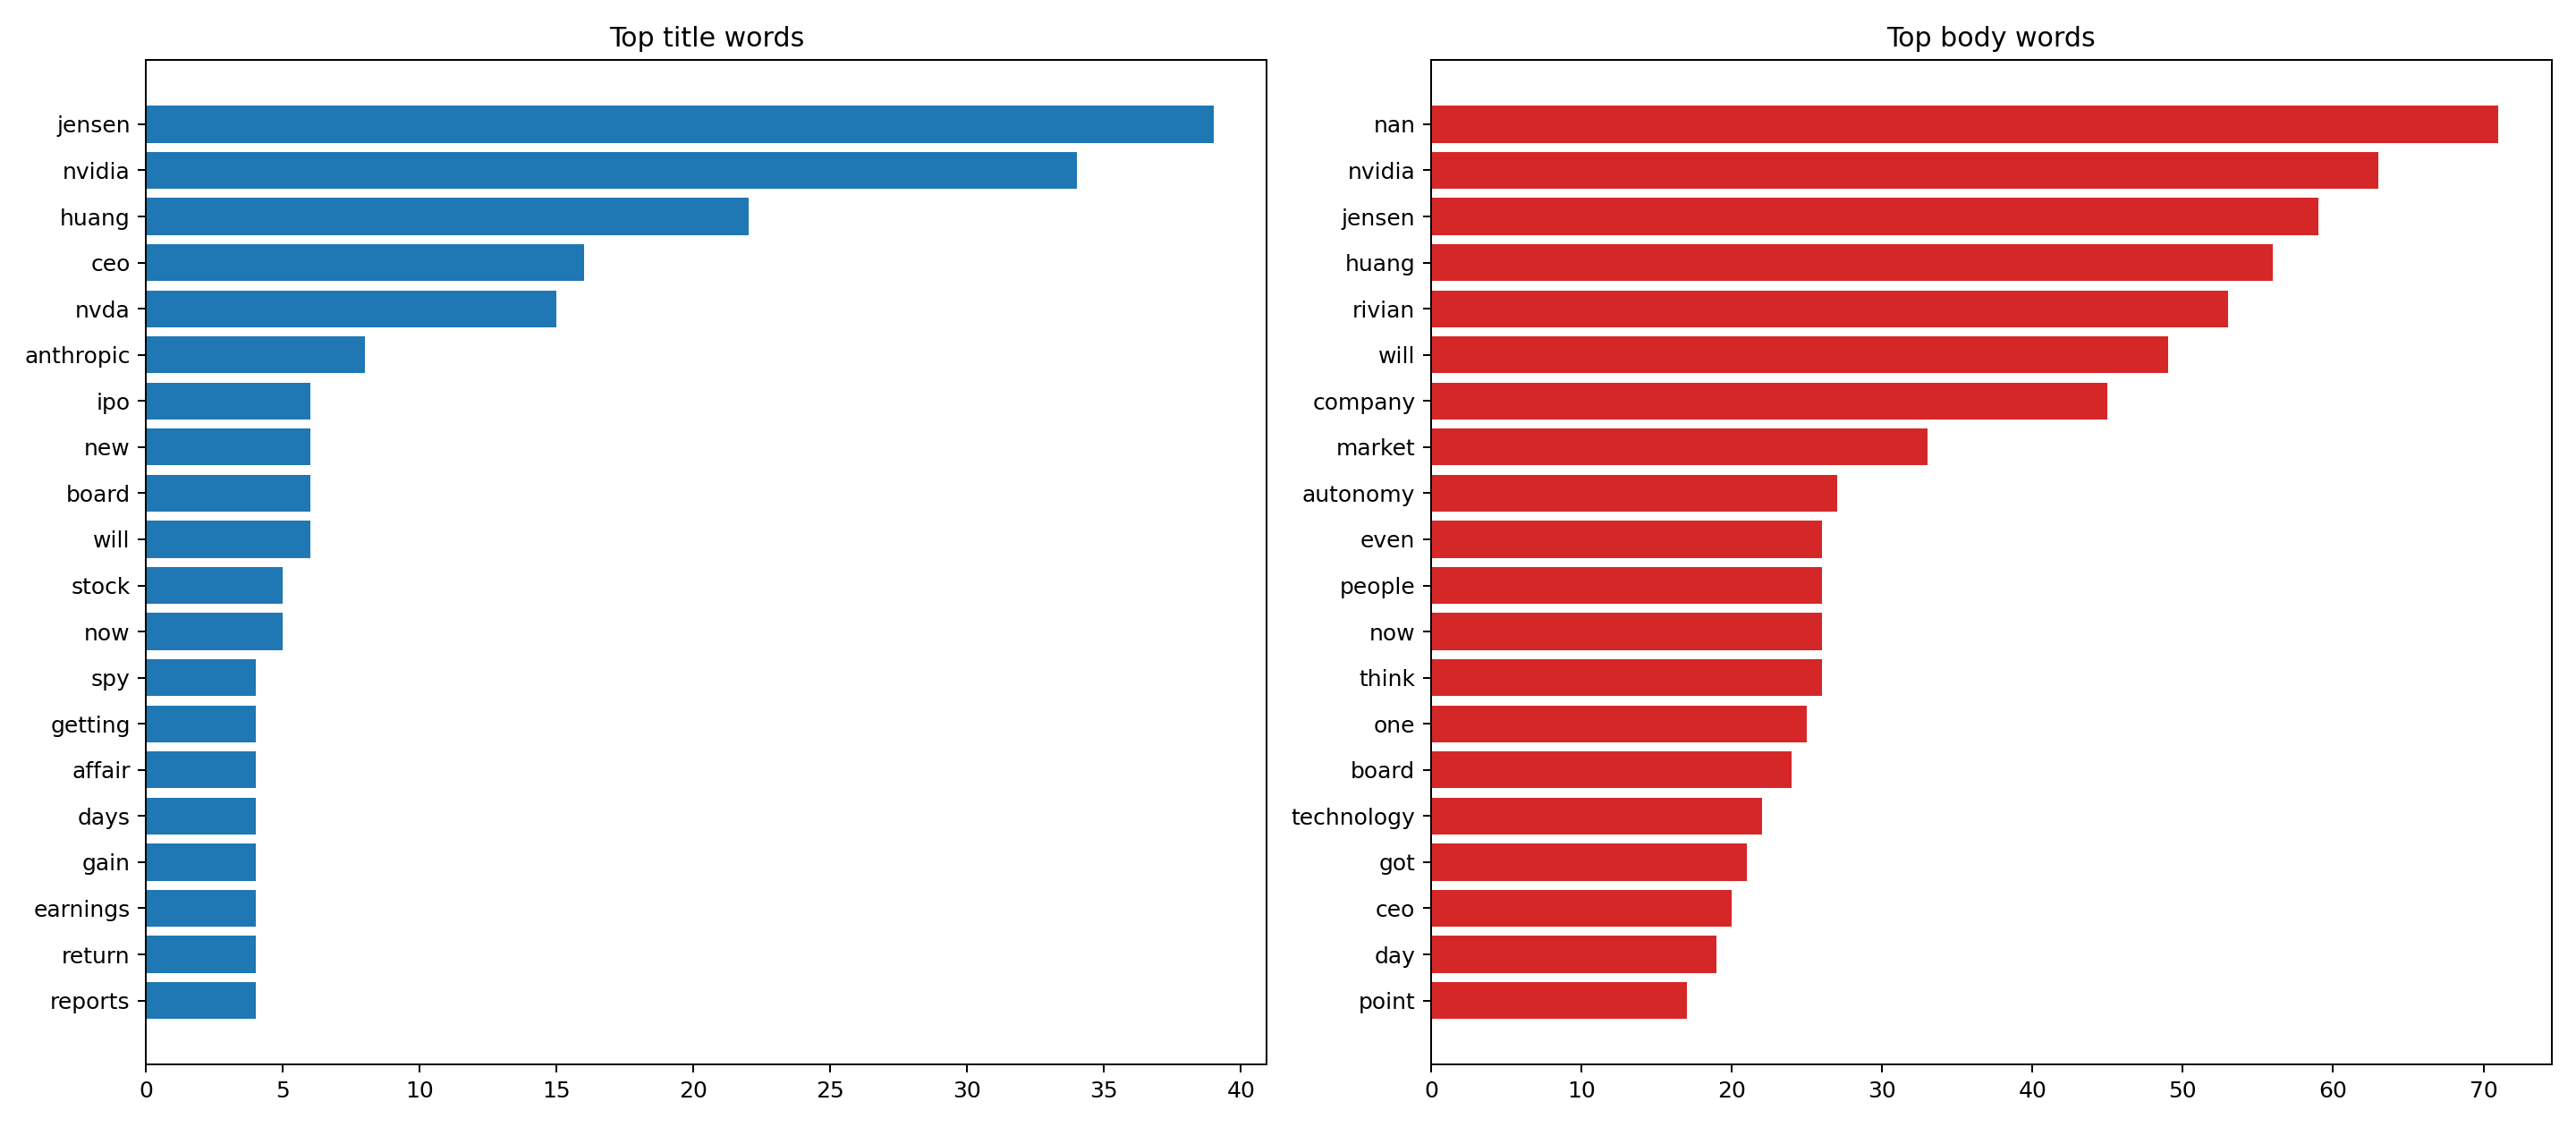 Top title words
jensen
nvidia
huang
ceo
nvda
anthropic
ipo
new
board
will
stock
now
spy
getting
affair
days
gain
earnings
return
reports
0 5 10 15 20 25 30 35 40
Top body words
nan
nvidia
jensen
huang
rivian
will
company
market
autonomy
even
people
now
think
one
board
technology
got
ceo
day
point
0 10 20 30 40 50 60 70